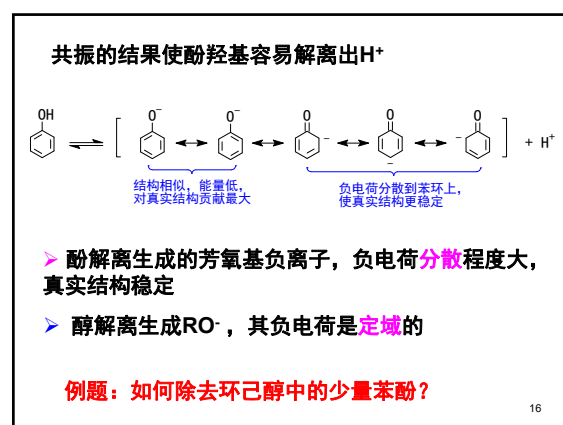 共振的结果使酚羟基容易解离出H⁺
OH O⁻ O⁻ O O O
[ − − − ] + H⁺
结构相似，能量低，
对真实结构贡献最大
负电荷分散到苯环上，
使真实结构更稳定
➢ 酚解离生成的芳氧基负离子，负电荷分散程度大，
真实结构稳定
➢ 醇解离生成RO⁻ ，其负电荷是定域的
例题：如何除去环己醇中的少量苯酚？
16